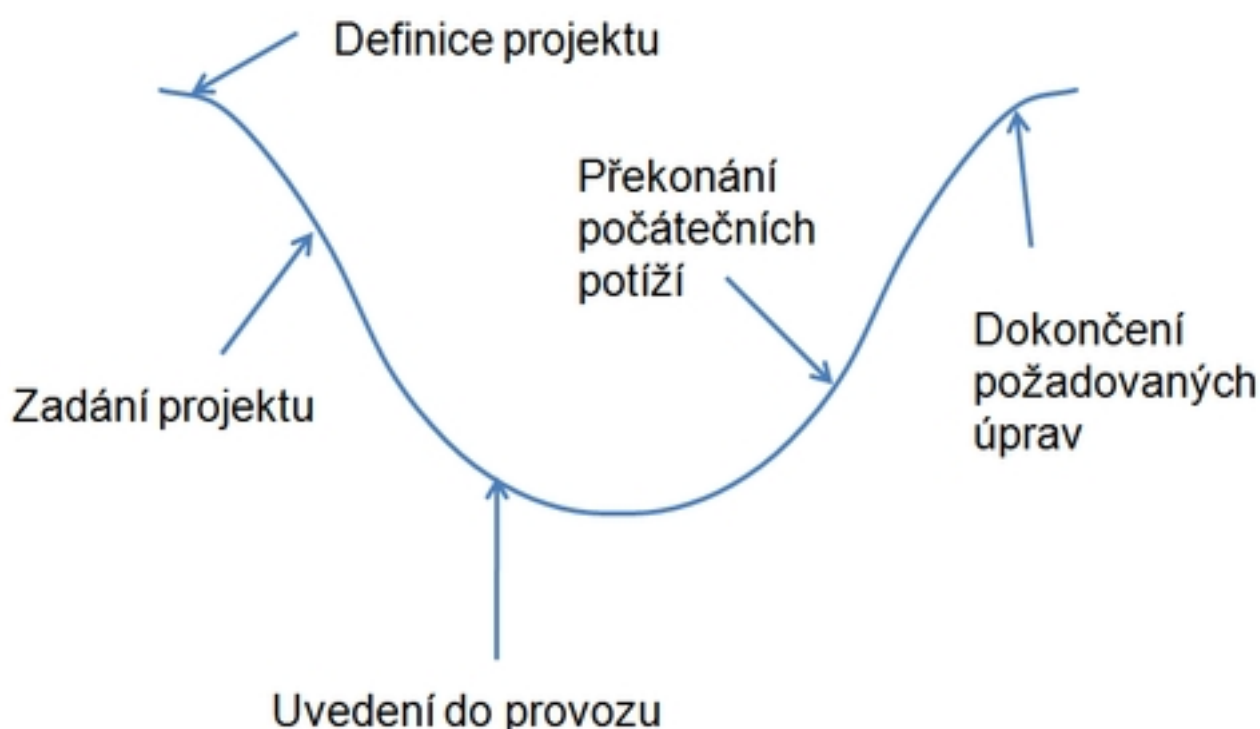 Definice projektu
Překonání
počátečních
potíží
Dokončení
požadovaných
úprav
Zadání projektu
Uvedení do provozu